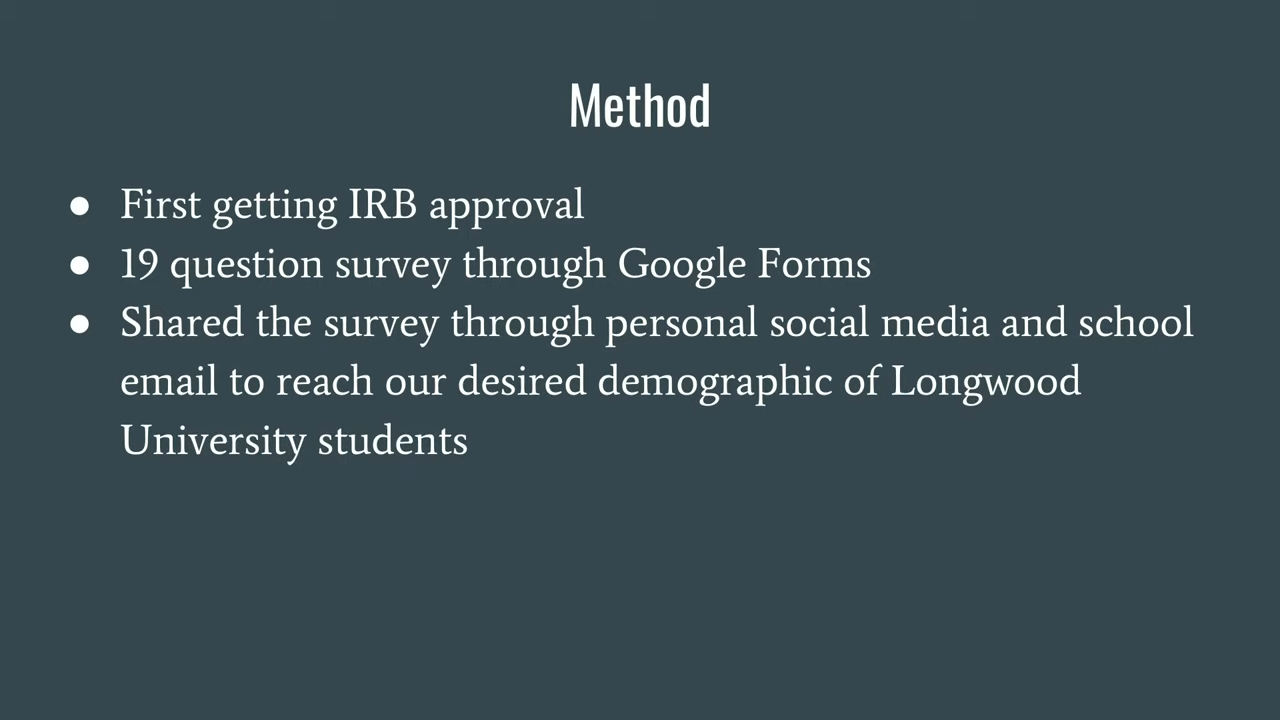 Method
● First getting IRB approval
● 19 question survey through Google Forms
● Shared the survey through personal social media and school
email to reach our desired demographic of Longwood
University students